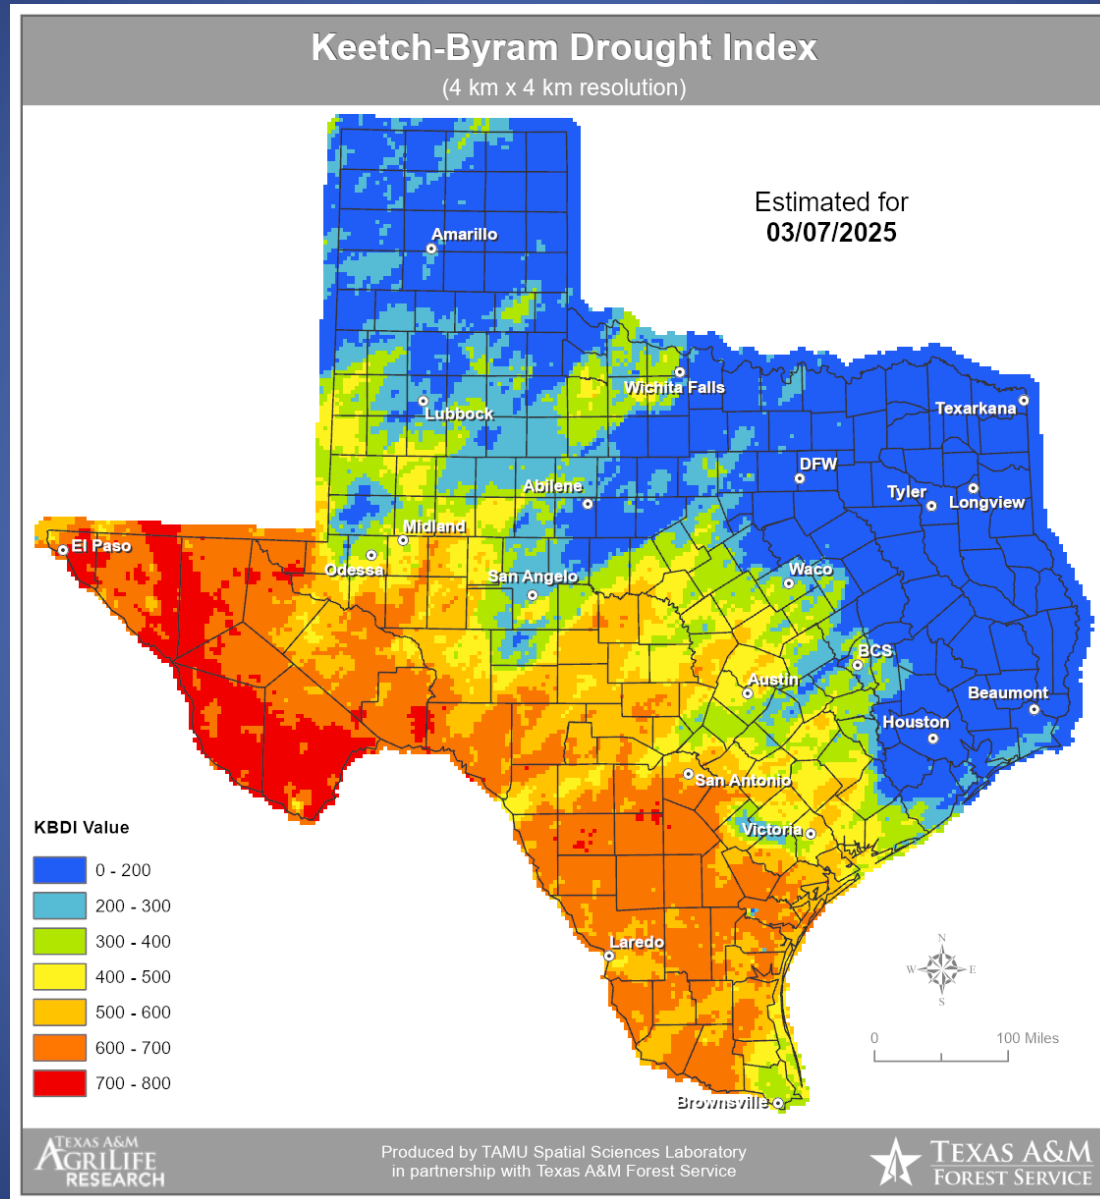 Keetch-Byram Drought Index
(4 km x 4 km resolution)
Estimated for
03/07/2025
Amarillo
Wichita Falls
Lubbock
Texarkana
DFW
Abilene
Tyler
Longview
Midland
El Paso
Odessa
San Angelo
Waco
BCS
Austin
Beaumont
Houston
San Antonio
Victoria
Laredo
Brownsville
KBDI Value
0 - 200
200 - 300
300 - 400
400 - 500
500 - 600
600 - 700
700 - 800
N
W E
S
0 100 Miles
TEXAS A&M
AGRILIFE
RESEARCH
Produced by TAMU Spatial Sciences Laboratory
in partnership with Texas A&M Forest Service
TEXAS A&M
FOREST SERVICE